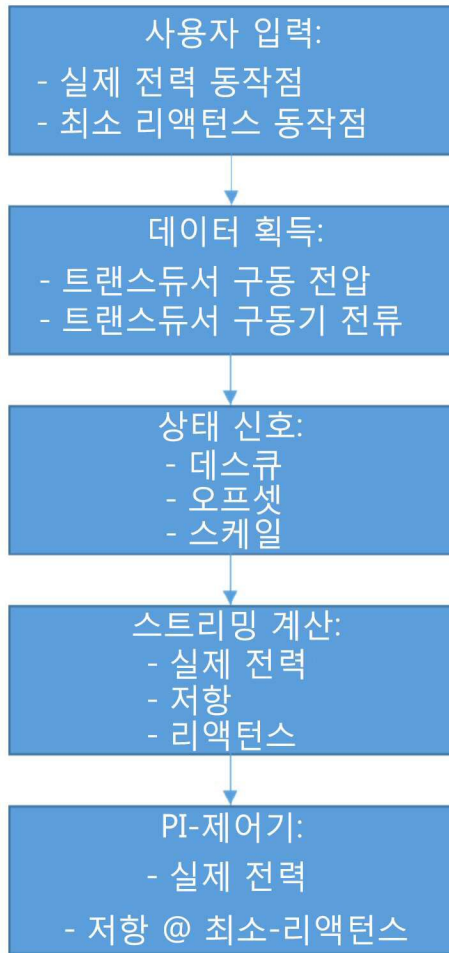 사용자 입력:
- 실제 전력 동작점
- 최소 리액턴스 동작점
데이터 획득:
- 트랜스듀서 구동 전압
- 트랜스듀서 구동기 전류
상태 신호:
- 데스큐
- 오프셋
- 스케일
스트리밍 계산:
- 실제 전력
- 저항
- 리액턴스
PI-제어기:
- 실제 전력
- 저항 @ 최소-리액턴스